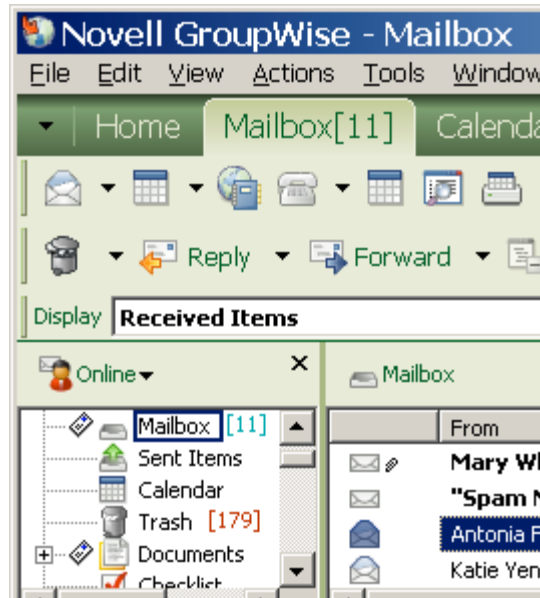 Novell GroupWise - Mailbox
File Edit View Actions Tools Window
Home Mailbox[11] Calenda
Reply Forward
Display Received Items
Online Mailbox
Mailbox [11]
Sent Items
Calendar
Trash [179]
Documents
Checklist
From
Mary Wh
"Spam
Antonia F
Katie Yen